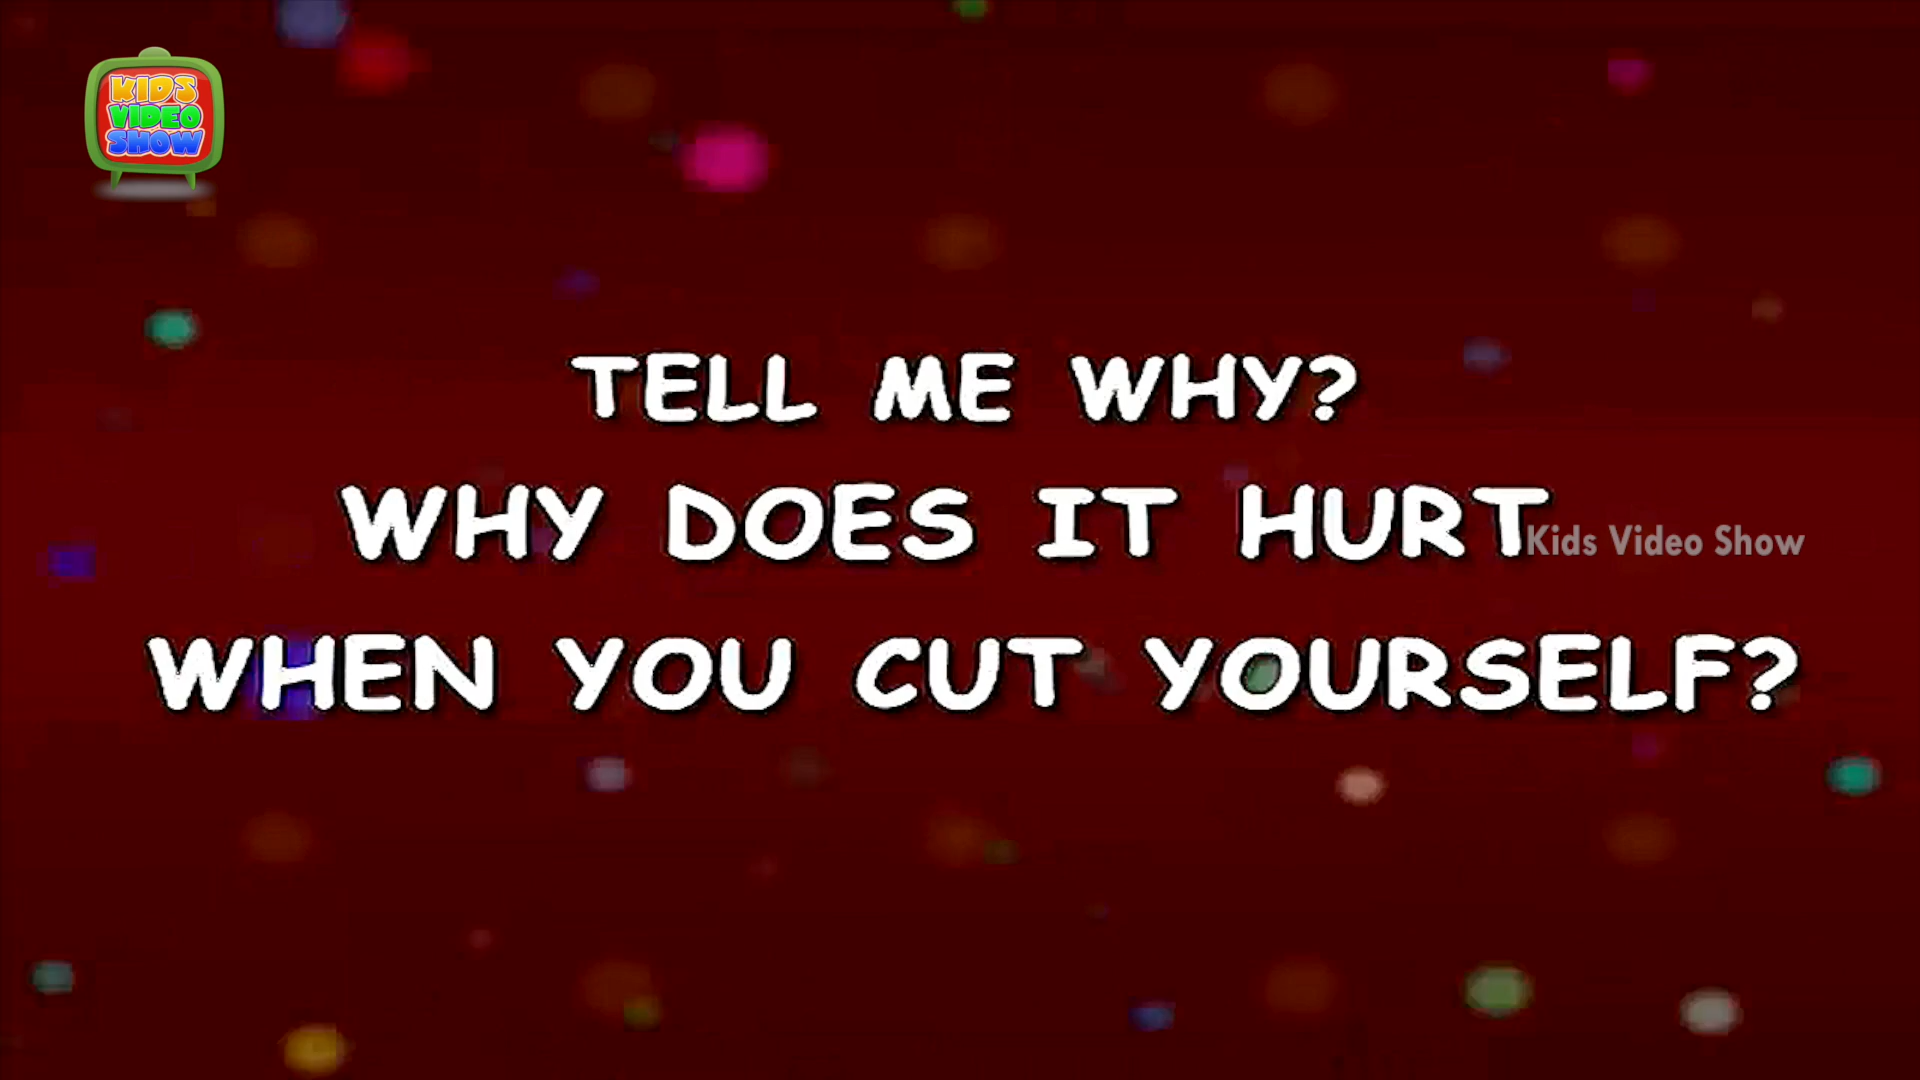 KIDS
VIDEO
SHOW
TELL ME WHY?
WHY DOES IT HURT
Kids Video Show
WHEN YOU CUT YOURSELF?